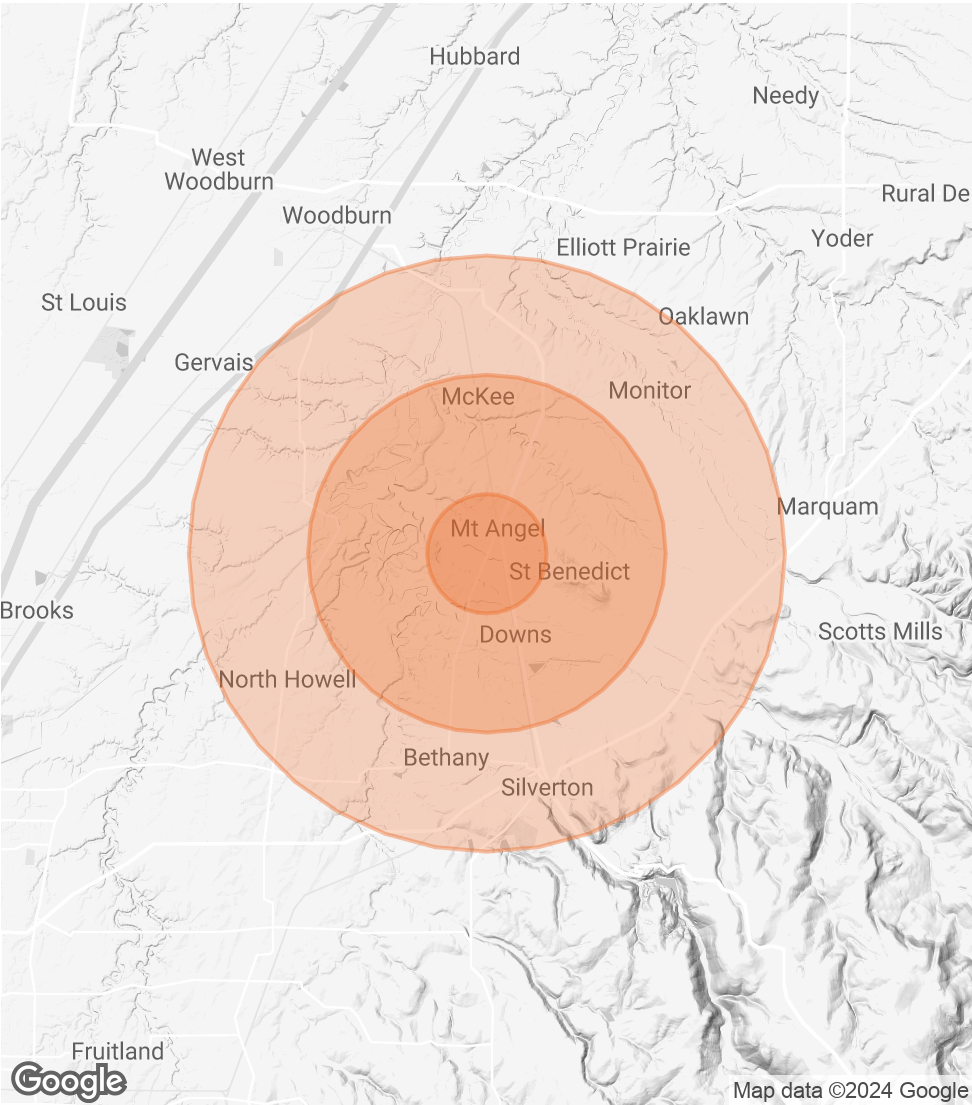 Hubbard
Needy
West
Woodburn
Rural De
Woodburn
Yoder
Elliott Prairie
St Louis
Oaklawn
Gervais
Monitor
McKee
Marquam
Mt Angel
St Benedict
Brooks
Downs
Scotts Mills
North Howell
Bethany
Silverton
Fruitland
Google
Map data ©2024 Google